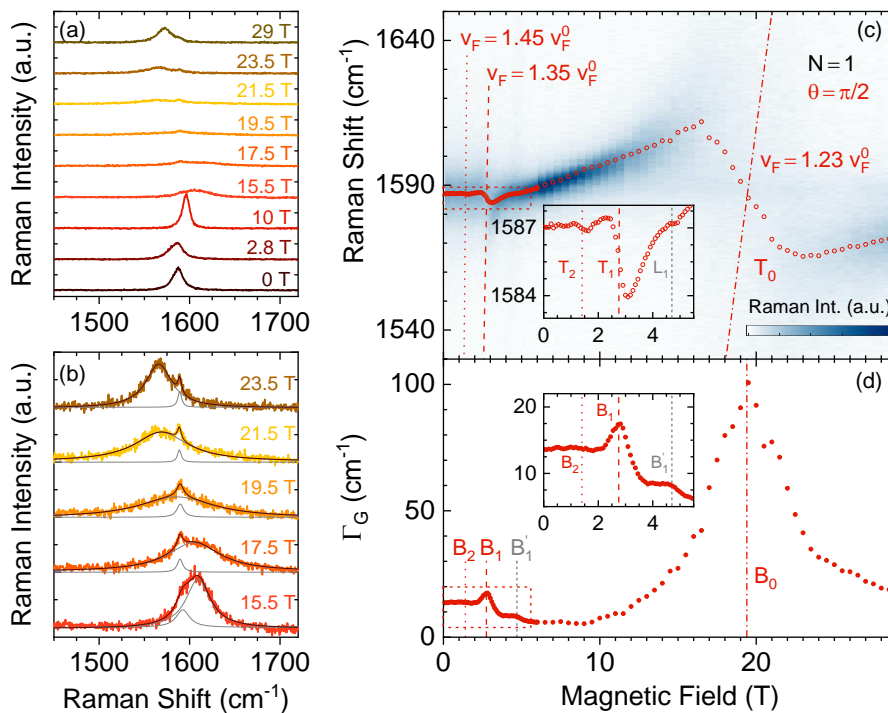 (a)
29 T
23.5 T
21.5 T
19.5 T
17.5 T
15.5 T
10 T
2.8 T
0 T
Raman Intensity (a.u.)
1500 1600 1700
(b)
23.5 T
21.5 T
19.5 T
17.5 T
15.5 T
Raman Intensity (a.u.)
1500 1600 1700
Raman Shift (cm⁻¹)
(c)
1650
1590
1540
Raman Shift (cm⁻¹)
v_F = 1.45 v_F^0
v_F = 1.35 v_F^0
N = 1
θ = π/2
v_F = 1.23 v_F^0
1587
1584
T₂ T₁ L₁
0 2 4
T₀
Raman Int. (a.u.)
(d)
100
50
0
Γ_G (cm⁻¹)
20
10
B₁
B₂ B₁'
0 2 4
B₂ B₁ B₁'
B₀
0 10 20
Magnetic Field (T)